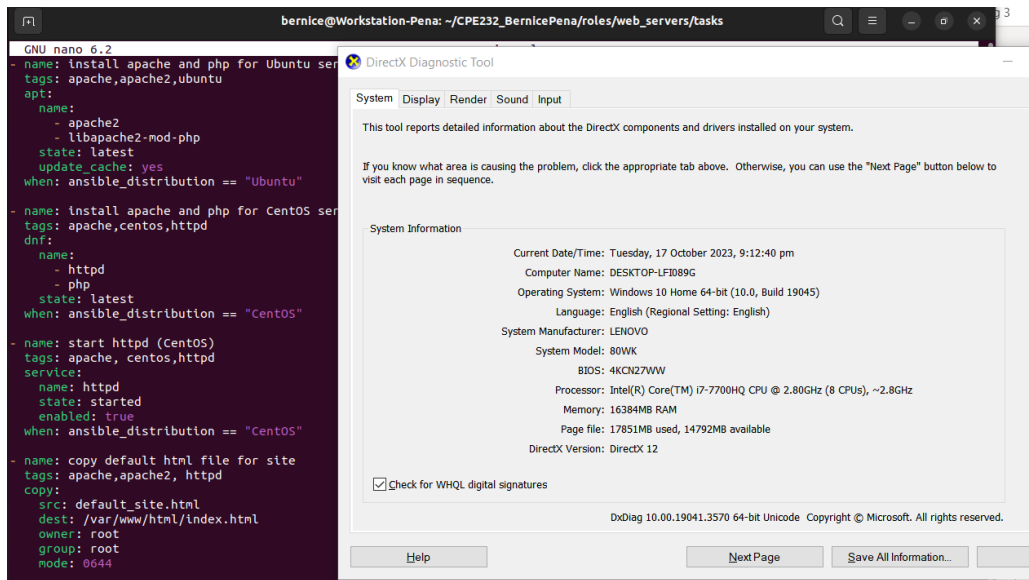 bernice@Workstation-Pena: ~/CPE232_BernicePena/roles/web_servers/tasks
GNU nano 6.2
- name: install apache and php for Ubuntu ser
  tags: apache,apache2,ubuntu
  apt:
    name:
      - apache2
      - libapache2-mod-php
    state: latest
    update_cache: yes
  when: ansible_distribution == "Ubuntu"
- name: install apache and php for CentOS ser
  tags: apache,centos,httpd
  dnf:
    name:
      - httpd
      - php
    state: latest
  when: ansible_distribution == "CentOS"
- name: start httpd (CentOS)
  tags: apache, centos,httpd
  service:
    name: httpd
    state: started
    enabled: true
  when: ansible_distribution == "CentOS"
- name: copy default html file for site
  tags: apache,apache2, httpd
  copy:
    src: default_site.html
    dest: /var/www/html/index.html
    owner: root
    group: root
    mode: 0644
DirectX Diagnostic Tool
System Display Render Sound Input
This tool reports detailed information about the DirectX components and drivers installed on your system.
If you know what area is causing the problem, click the appropriate tab above.  Otherwise, you can use the "Next Page" button below to
visit each page in sequence.
System Information
Current Date/Time: Tuesday, 17 October 2023, 9:12:40 pm
Computer Name: DESKTOP-LFI089G
Operating System: Windows 10 Home 64-bit (10.0, Build 19045)
Language: English (Regional Setting: English)
System Manufacturer: LENOVO
System Model: 80WK
BIOS: 4KCN27WW
Processor: Intel(R) Core(TM) i7-7700HQ CPU @ 2.80GHz (8 CPUs), ~2.8GHz
Memory: 16384MB RAM
Page file: 17851MB used, 14792MB available
DirectX Version: DirectX 12
Check for WHQL digital signatures
DxDiag 10.00.19041.3570 64-bit Unicode  Copyright © Microsoft. All rights reserved.
Help
Next Page
Save All Information...